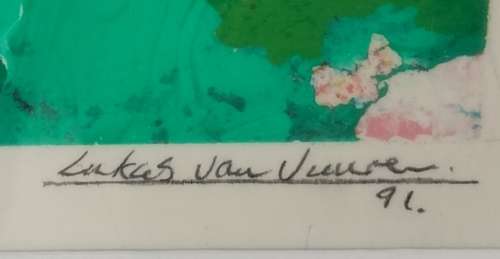 Lukas van Vuuren.
91.